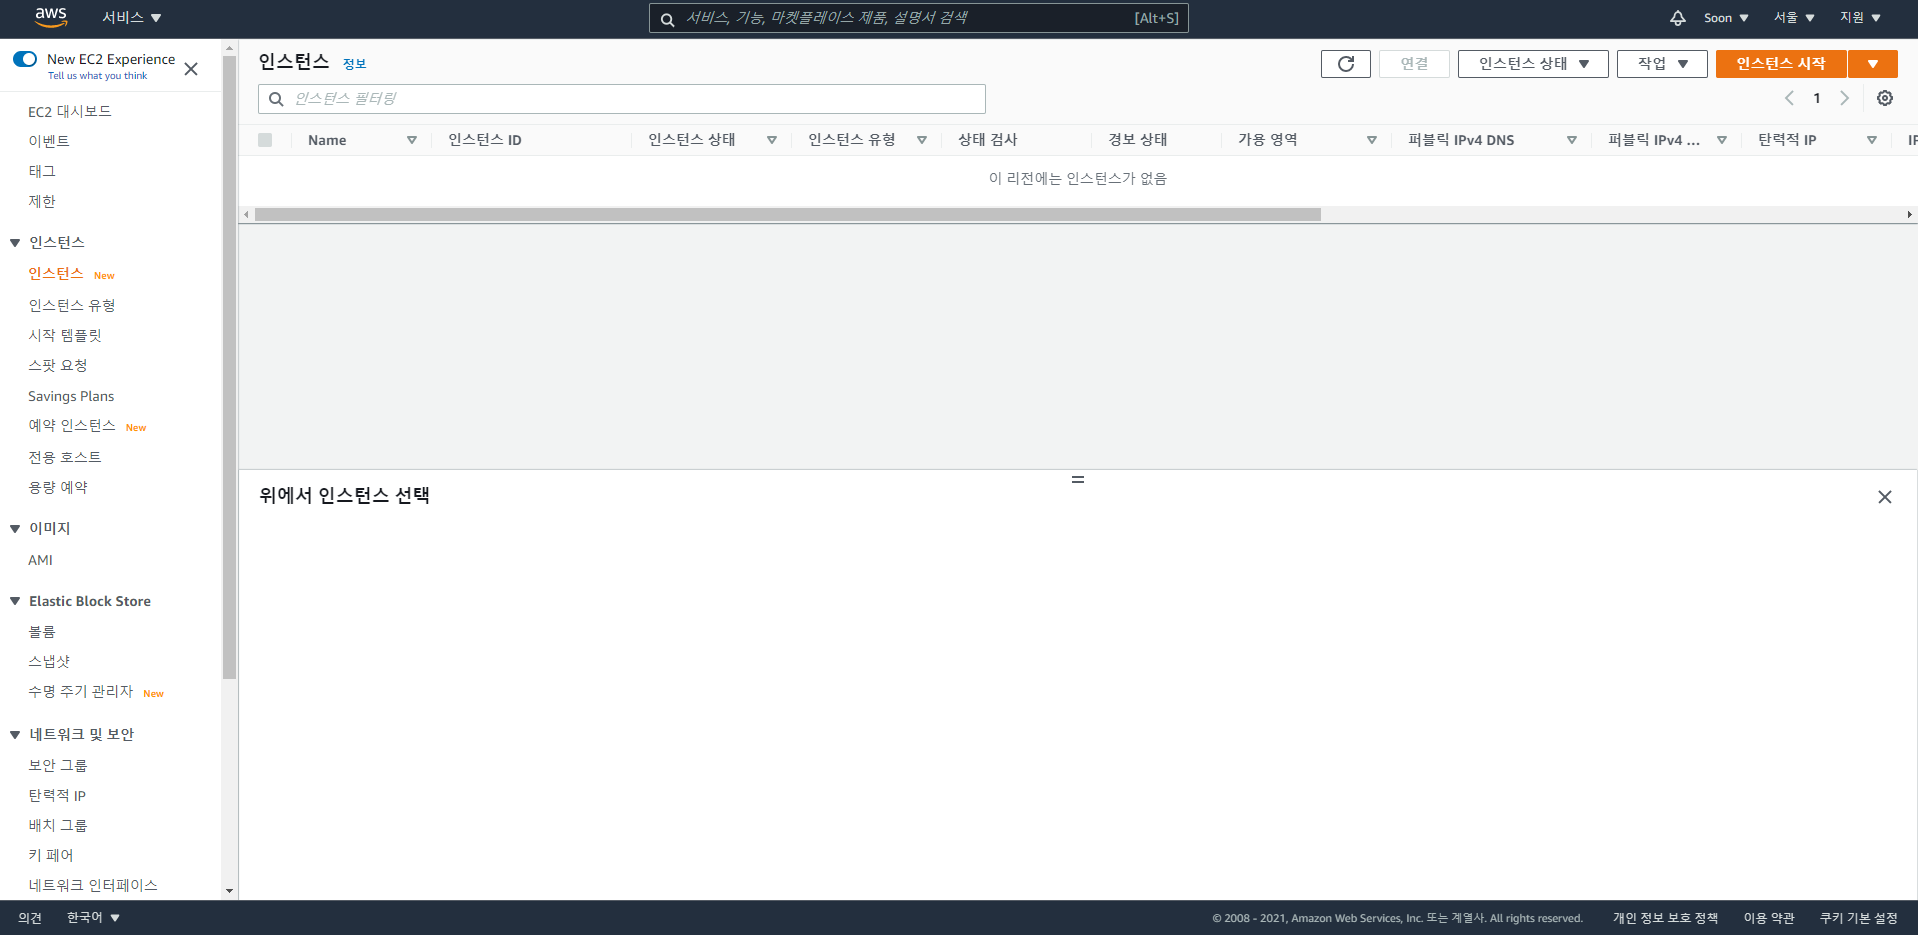 aws 서비스 ▼ 서비스, 기능, 마켓플레이스 제품, 설명서 검색 [Alt+S] Soon ▼ 서울 ▼ 지원 ▼
New EC2 Experience
Tell us what you think
EC2 대시보드
이벤트
태그
제한
인스턴스
인스턴스 New
인스턴스 유형
시작 템플릿
스팟 요청
Savings Plans
예약 인스턴스 New
전용 호스트
용량 예약
이미지
AMI
Elastic Block Store
볼륨
스냅샷
수명 주기 관리자 New
네트워크 및 보안
보안 그룹
탄력적 IP
배치 그룹
키 페어
네트워크 인터페이스
인스턴스 정보 연결 인스턴스 상태 ▼ 작업 ▼ 인스턴스 시작 ▼
인스턴스 필터링 1
Name 인스턴스 ID 인스턴스 상태 인스턴스 유형 상태 검사 경보 상태 가용 영역 퍼블릭 IPv4 DNS 퍼블릭 IPv4 ... 탄력적 IP
이 리전에는 인스턴스가 없음
위에서 인스턴스 선택
의견 한국어 ▼ © 2008 - 2021, Amazon Web Services, Inc. 또는 계열사. All rights reserved. 개인 정보 보호 정책 이용 약관 쿠키 기본 설정